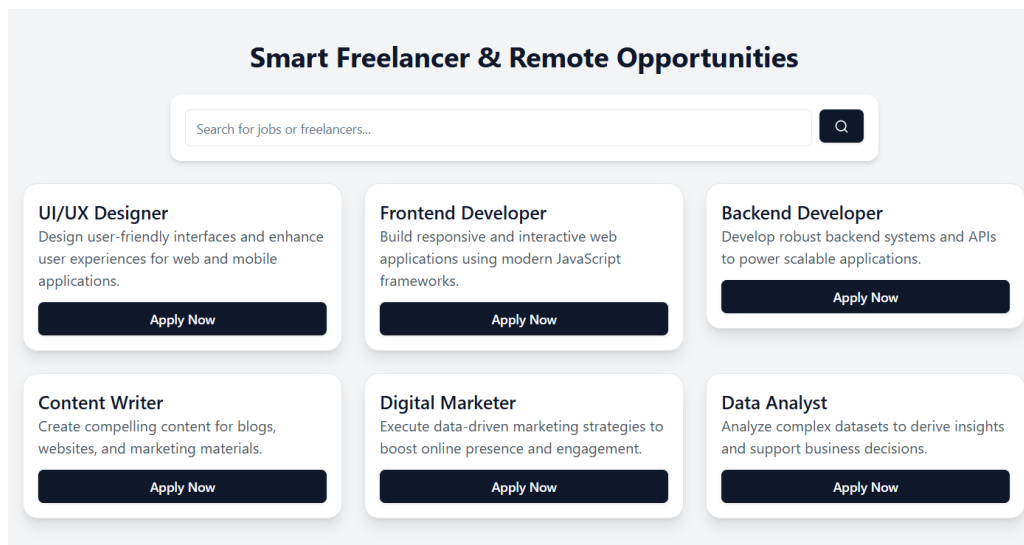 Smart Freelancer & Remote Opportunities
Search for jobs or freelancers...
UI/UX Designer
Design user-friendly interfaces and enhance
user experiences for web and mobile
applications.
Apply Now
Frontend Developer
Build responsive and interactive web
applications using modern JavaScript
frameworks.
Apply Now
Backend Developer
Develop robust backend systems and APIs
to power scalable applications.
Apply Now
Content Writer
Create compelling content for blogs,
websites, and marketing materials.
Apply Now
Digital Marketer
Execute data-driven marketing strategies to
boost online presence and engagement.
Apply Now
Data Analyst
Analyze complex datasets to derive insights
and support business decisions.
Apply Now